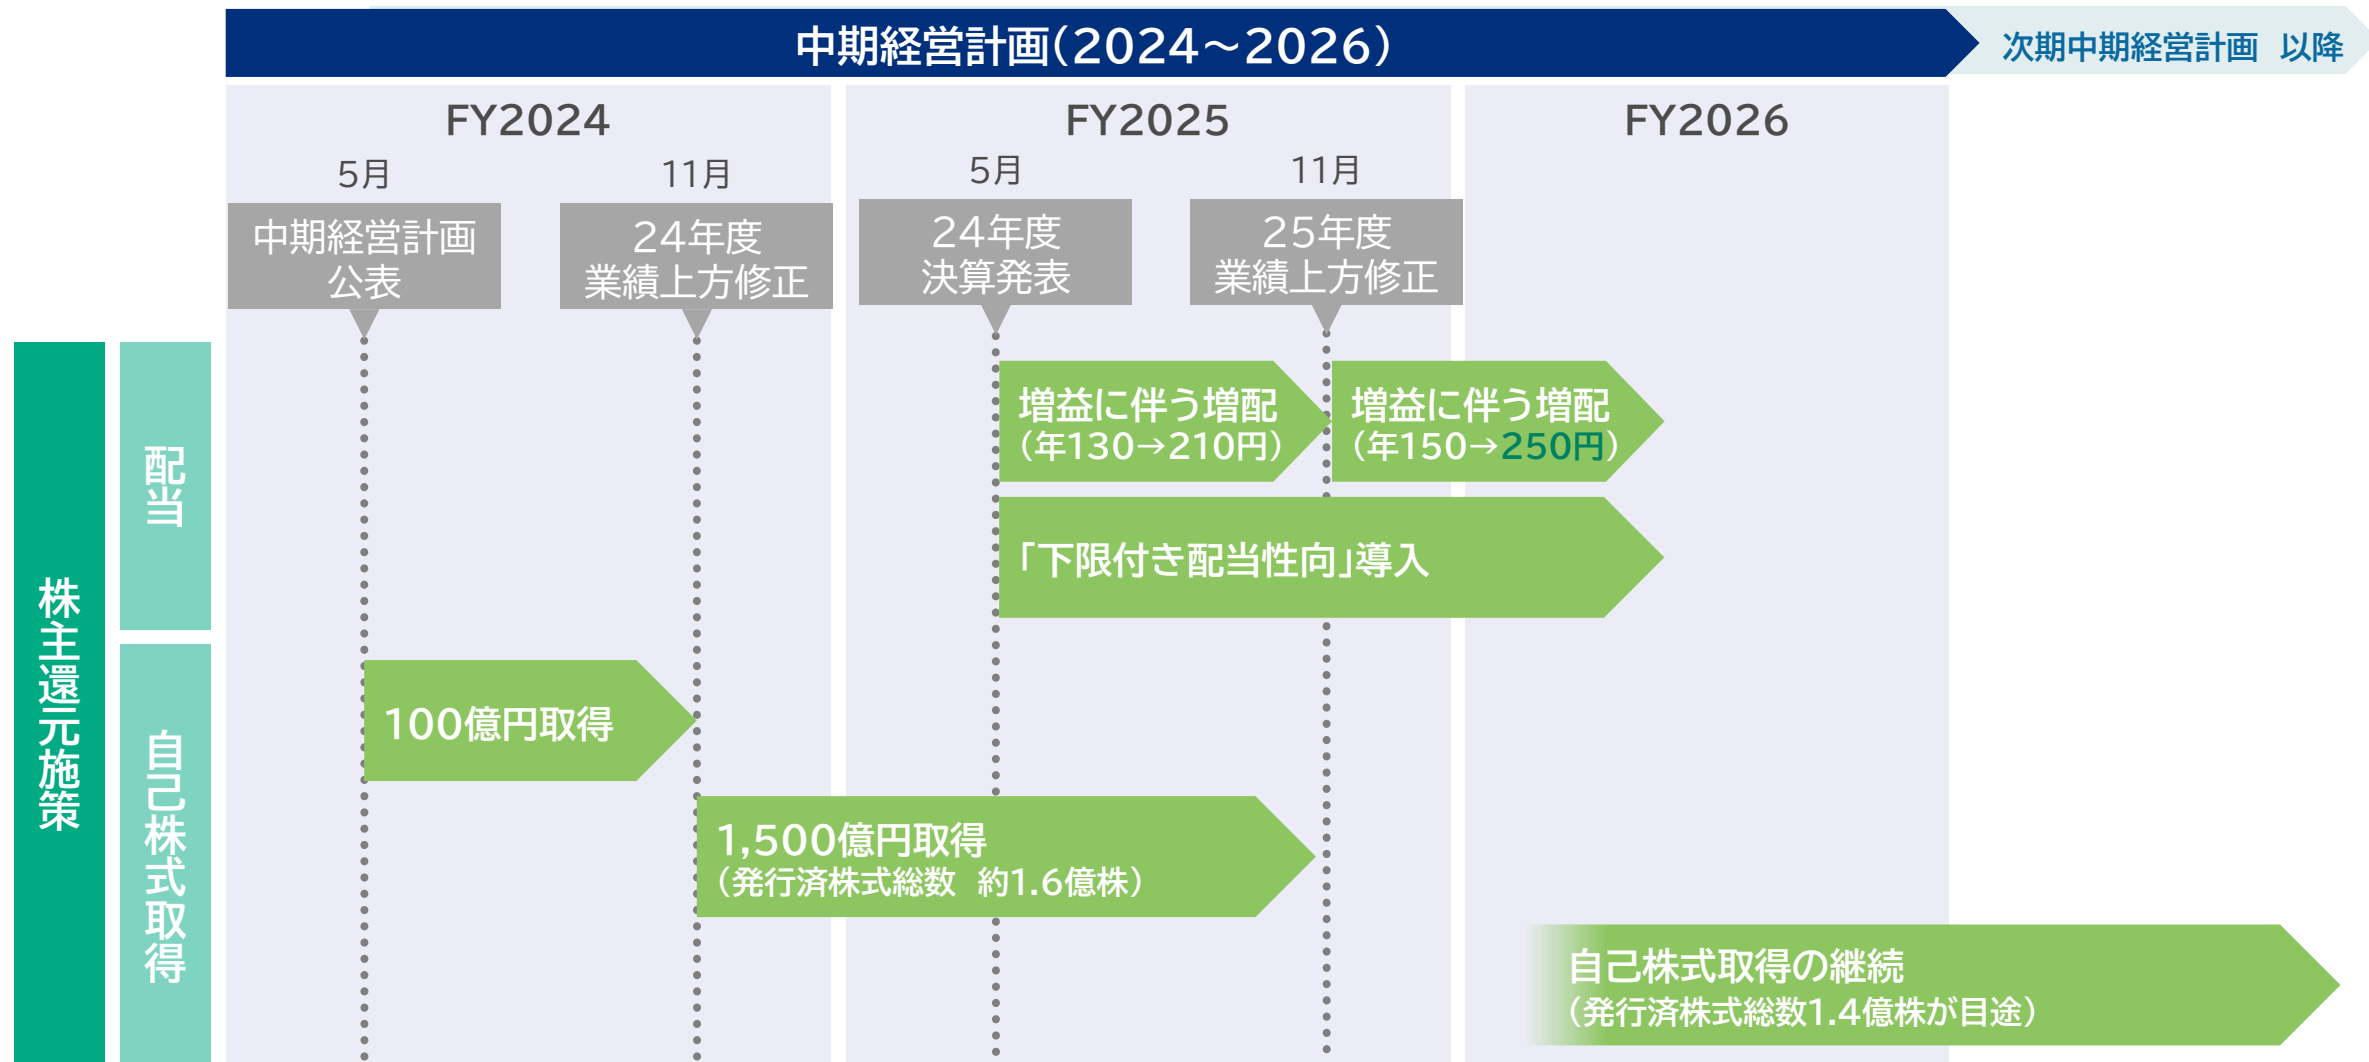 中期経営計画(2024～2026)
次期中期経営計画　以降
FY2024
FY2025
FY2026
5月
11月
5月
11月
中期経営計画
公表
24年度
業績上方修正
24年度
決算発表
25年度
業績上方修正
株主還元施策
配当
増益に伴う増配
(年130→210円)
増益に伴う増配
(年150→250円)
「下限付き配当性向」導入
自己株式取得
100億円取得
1,500億円取得
(発行済株式総数　約1.6億株)
自己株式取得の継続
(発行済株式総数1.4億株が目途)